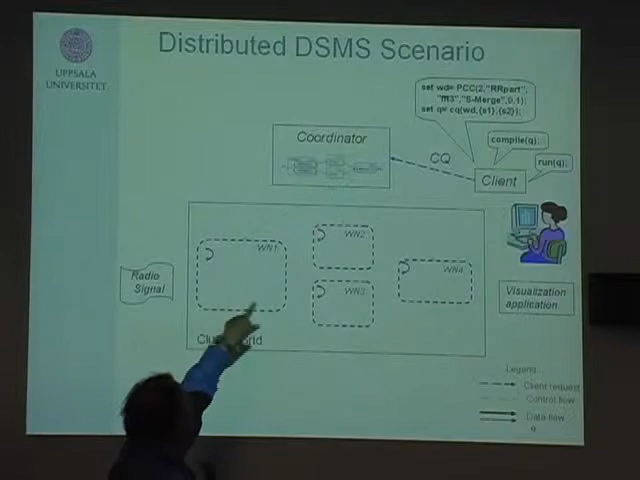 Distributed DSMS Scenario
UPPSALA
UNIVERSITET
set wd= PCC(2,"RRpart",
"fft3","S-Merge",0.1);
set q= cq(wd,{s1},{s2});
compile(q);
run(q);
Coordinator
CQ
Client
WN1
WN2
WN3
WN4
Radio
Signal
Visualization
application
Legend
Client request
Control flow
Data flow